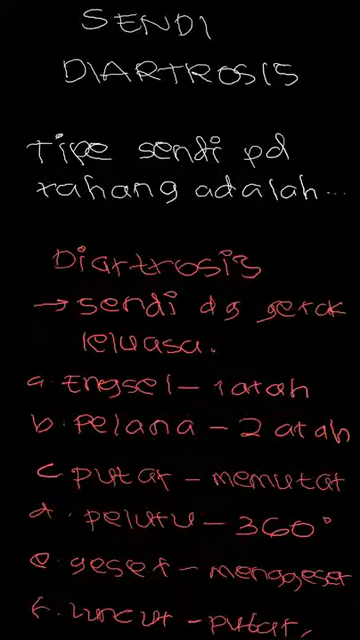 SENDI
DIARTROSIS
Tipe sendi pd
rahang adalah...
Diartrosis
→ sendi dg gerak
leluasa.
a. Engsel - 1 arah
b. pelana - 2 arah
c putar - memutar
d. peluru - 360°
e. geser - menggeser
f. luncur - putar,